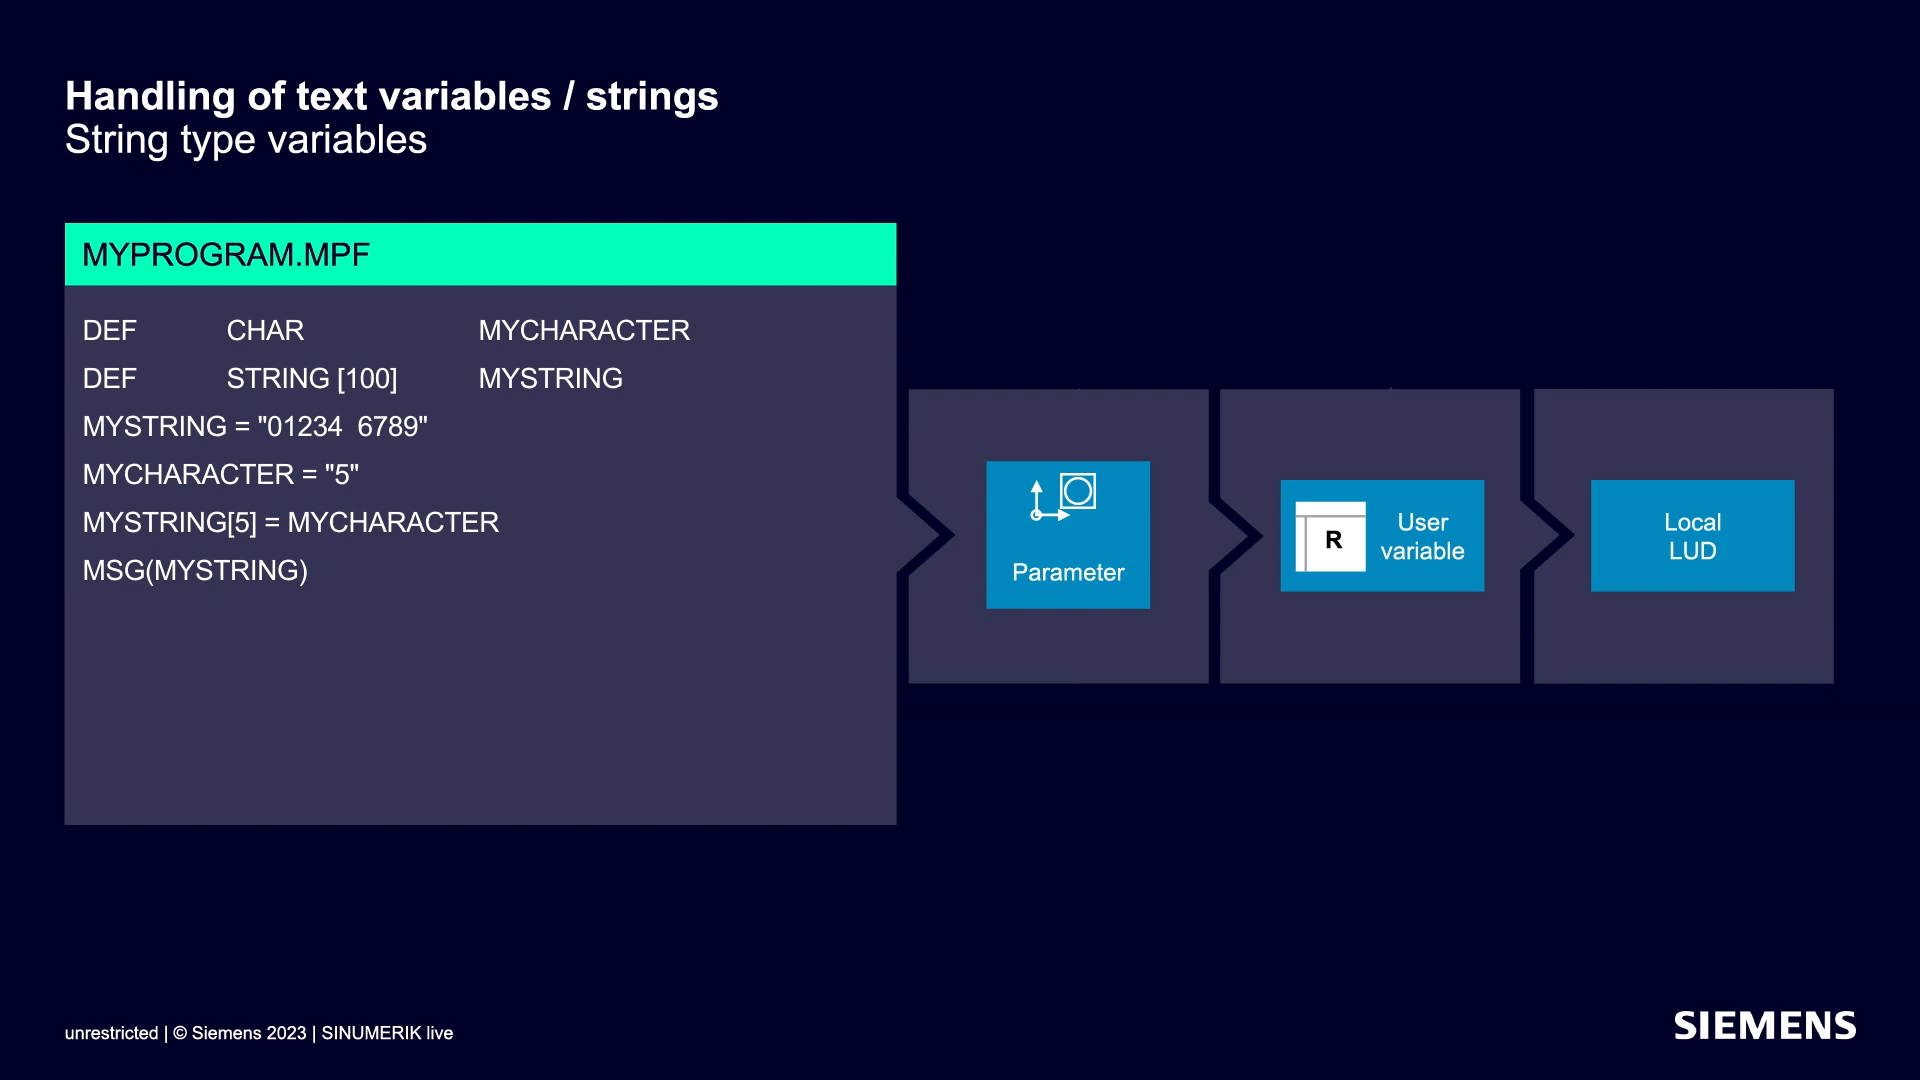 Handling of text variables / strings
String type variables
MYPROGRAM.MPF
DEF CHAR MYCHARACTER
DEF STRING [100] MYSTRING
MYSTRING = "01234  6789"
MYCHARACTER = "5"
MYSTRING[5] = MYCHARACTER
MSG(MYSTRING)
Parameter
R
User
variable
Local
LUD
unrestricted | © Siemens 2023 | SINUMERIK live
SIEMENS